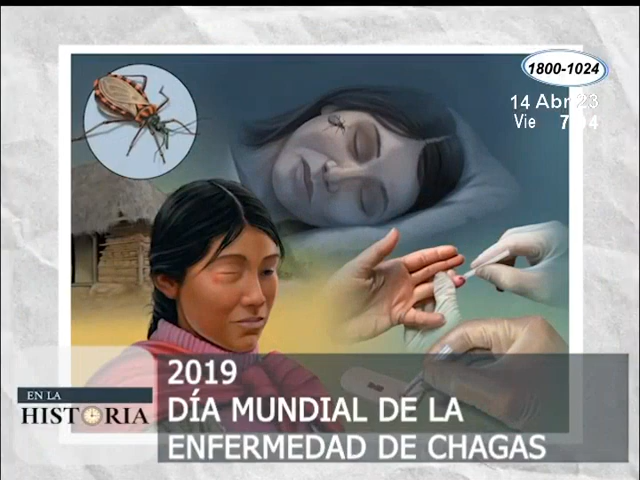 1800-1024
14 Abr 23
Vie
2019
DÍA MUNDIAL DE LA
ENFERMEDAD DE CHAGAS
EN LA
HISTORIA